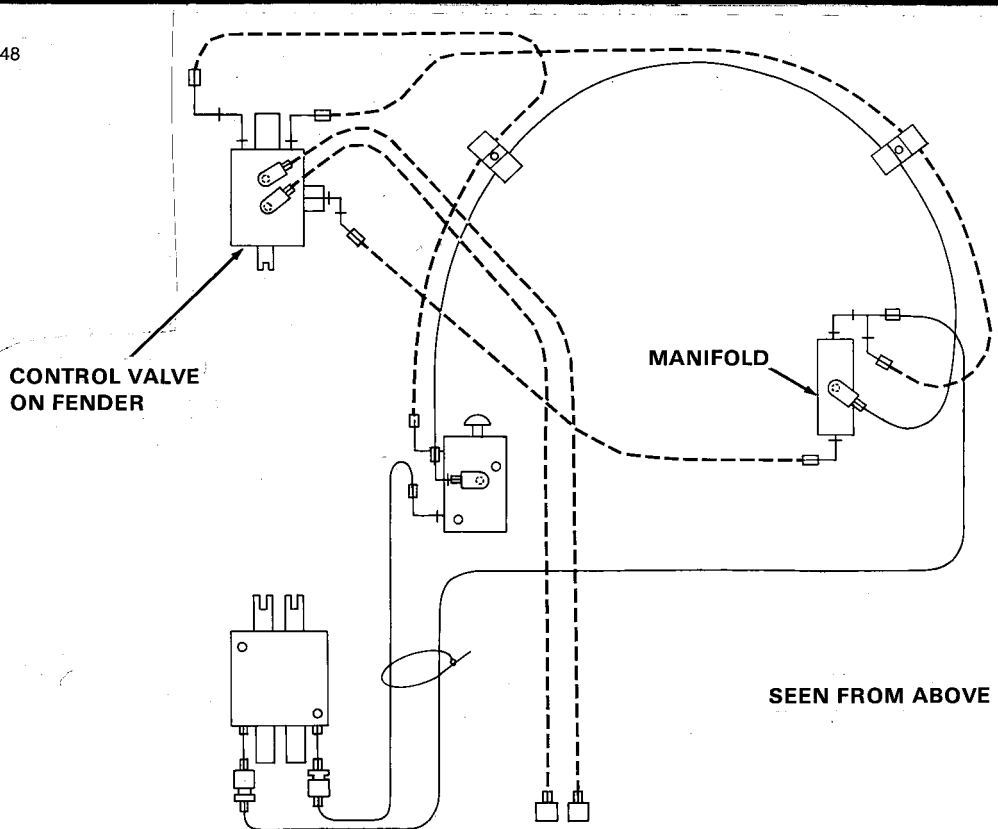 48
CONTROL VALVE
ON FENDER
MANIFOLD
SEEN FROM ABOVE